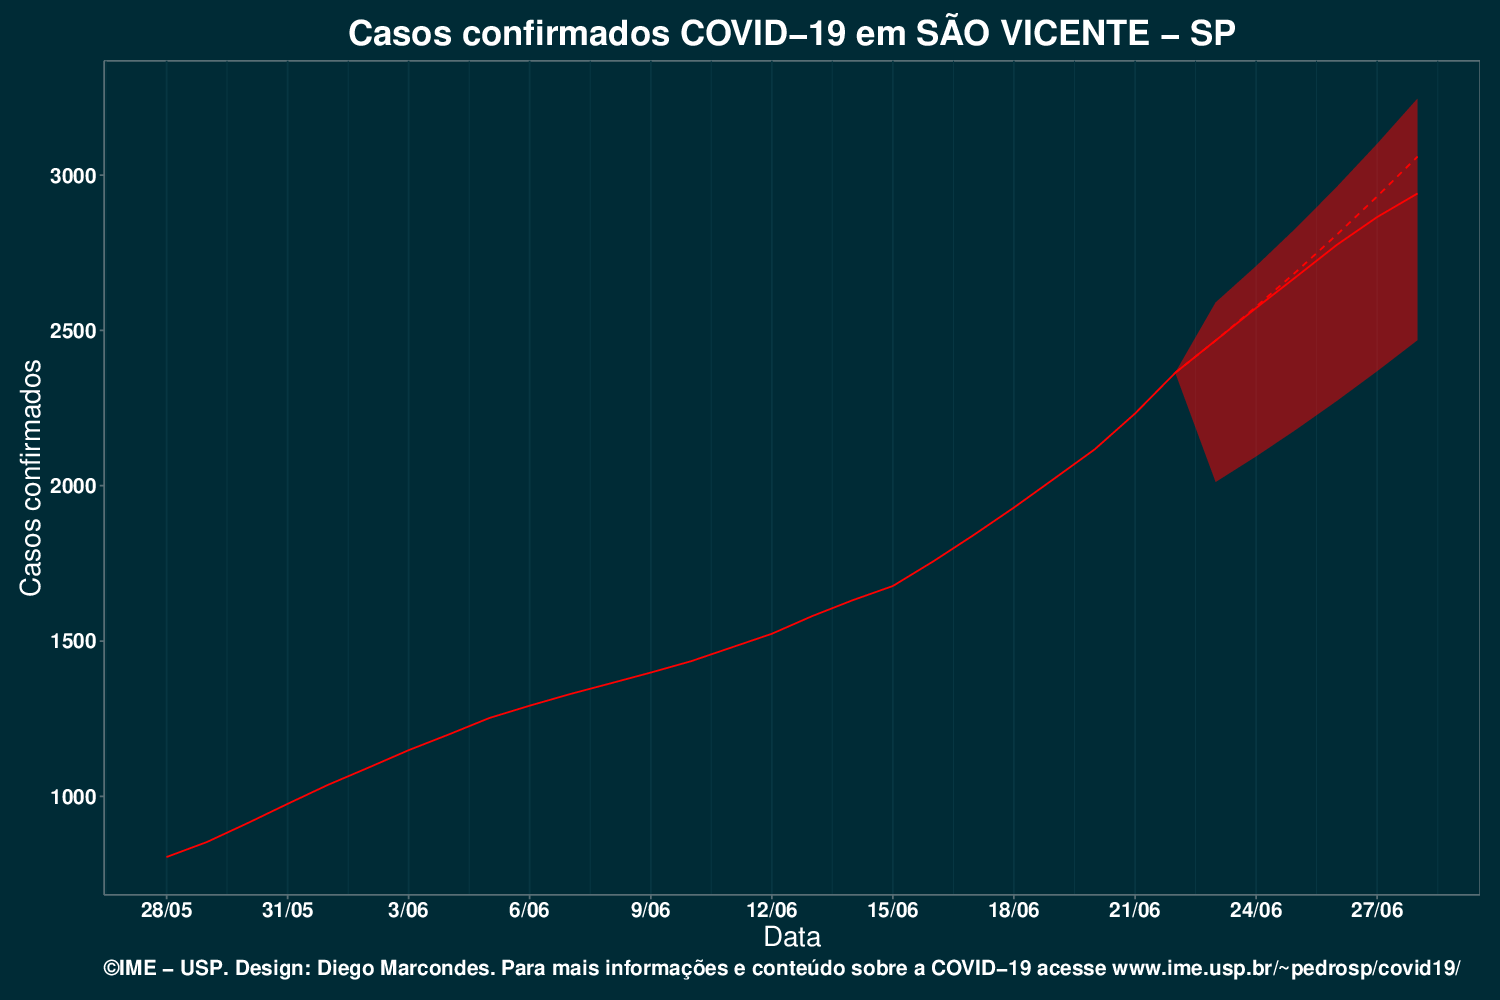 Casos confirmados COVID−19 em SÃO VICENTE − SP
Casos confirmados
3000
2500
2000
1500
1000
28/05 31/05 3/06 6/06 9/06 12/06 15/06 18/06 21/06 24/06 27/06
Data
©IME − USP. Design: Diego Marcondes. Para mais informações e conteúdo sobre a COVID−19 acesse www.ime.usp.br/~pedrosp/covid19/